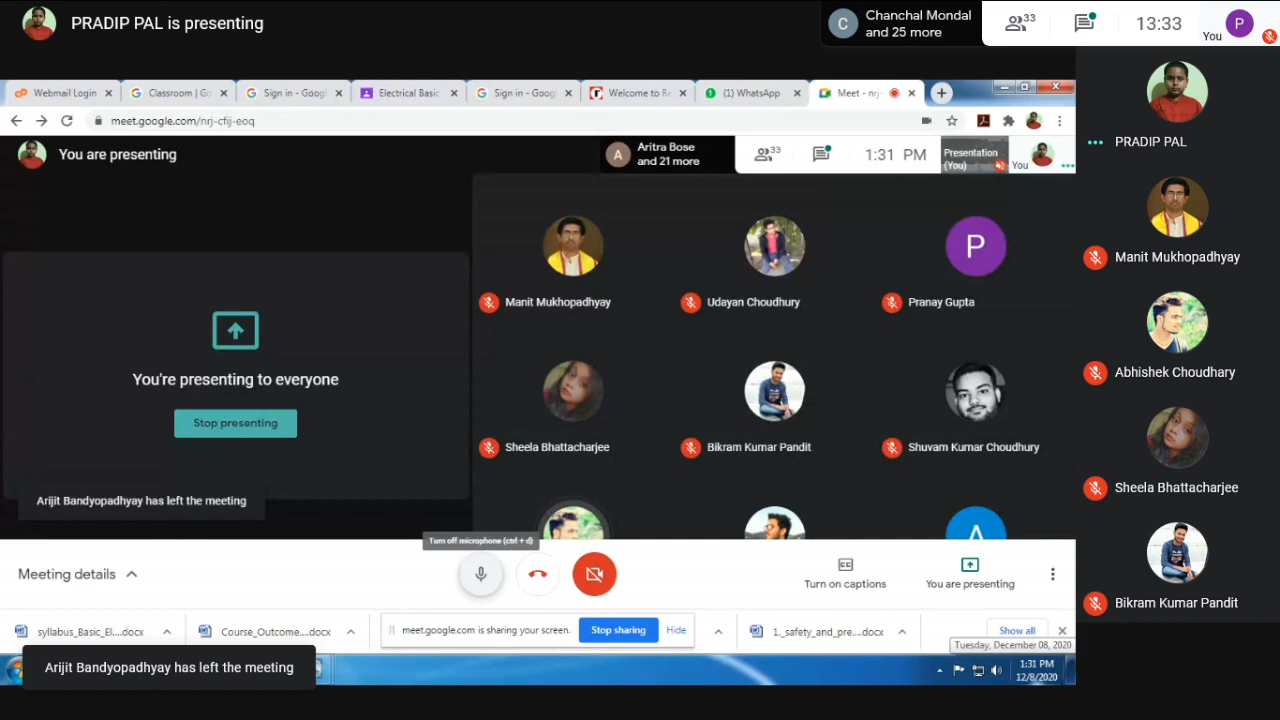 PRADIP PAL is presenting
C
Chanchal Mondal
and 25 more
33
13:33
You
P
Webmail Login
Classroom | Go
Sign in - Googl
Electrical Basic
Sign in - Googl
Welcome to Rn
(1) WhatsApp
Meet - nrj-
meet.google.com/nrj-cfij-eoq
You are presenting
A
Aritra Bose
and 21 more
33
1:31 PM
Presentation
(You)
You
PRADIP PAL
Manit Mukhopadhyay
Abhishek Choudhary
Sheela Bhattacharjee
Bikram Kumar Pandit
You're presenting to everyone
Stop presenting
Arijit Bandyopadhyay has left the meeting
Manit Mukhopadhyay
Udayan Choudhury
P
Pranay Gupta
Sheela Bhattacharjee
Bikram Kumar Pandit
Shuvam Kumar Choudhury
A
Turn off microphone (ctrl + d)
Meeting details
CC
Turn on captions
You are presenting
syllabus_Basic_El....docx
Course_Outcome....docx
meet.google.com is sharing your screen.
Stop sharing
Hide
1._safety_and_pre....docx
Show all
Tuesday, December 08, 2020
Arijit Bandyopadhyay has left the meeting
1:31 PM
12/8/2020